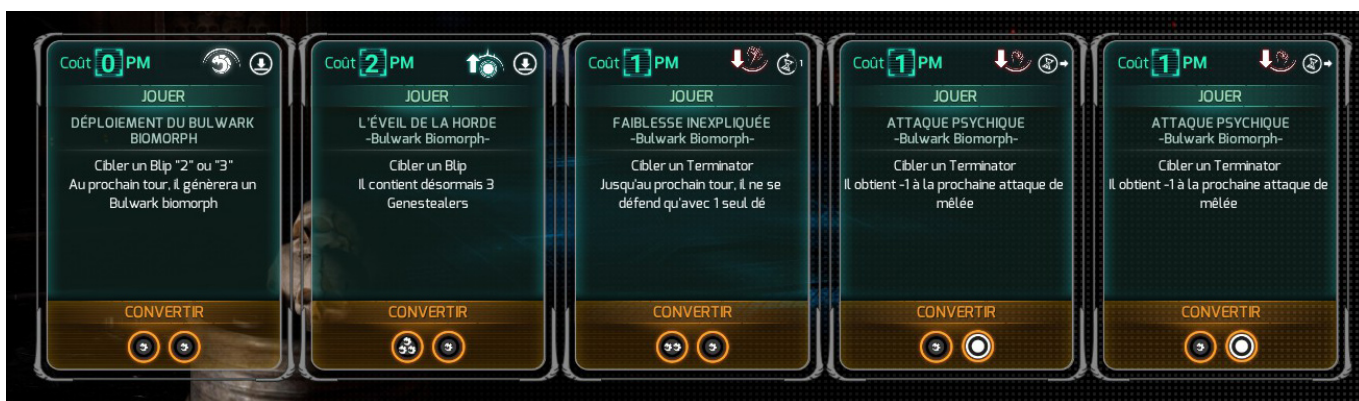 Coût 0 PM
JOUER
DÉPLOIEMENT DU BULWARK
BIOMORPH
Cibler un Blip "2" ou "3"
Au prochain tour, il génèrera un
Bulwark biomorph
CONVERTIR
Coût 2 PM
JOUER
L'ÉVEIL DE LA HORDE
-Bulwark Biomorph-
Cibler un Blip
Il contient désormais 3
Genestealers
CONVERTIR
Coût 1 PM
1
JOUER
FAIBLESSE INEXPLIQUÉE
-Bulwark Biomorph-
Cibler un Terminator
Jusqu'au prochain tour, il ne se
défend qu'avec 1 seul dé
CONVERTIR
Coût 1 PM
JOUER
ATTAQUE PSYCHIQUE
-Bulwark Biomorph-
Cibler un Terminator
Il obtient -1 à la prochaine attaque de
mêlée
CONVERTIR
Coût 1 PM
JOUER
ATTAQUE PSYCHIQUE
-Bulwark Biomorph-
Cibler un Terminator
Il obtient -1 à la prochaine attaque de
mêlée
CONVERTIR